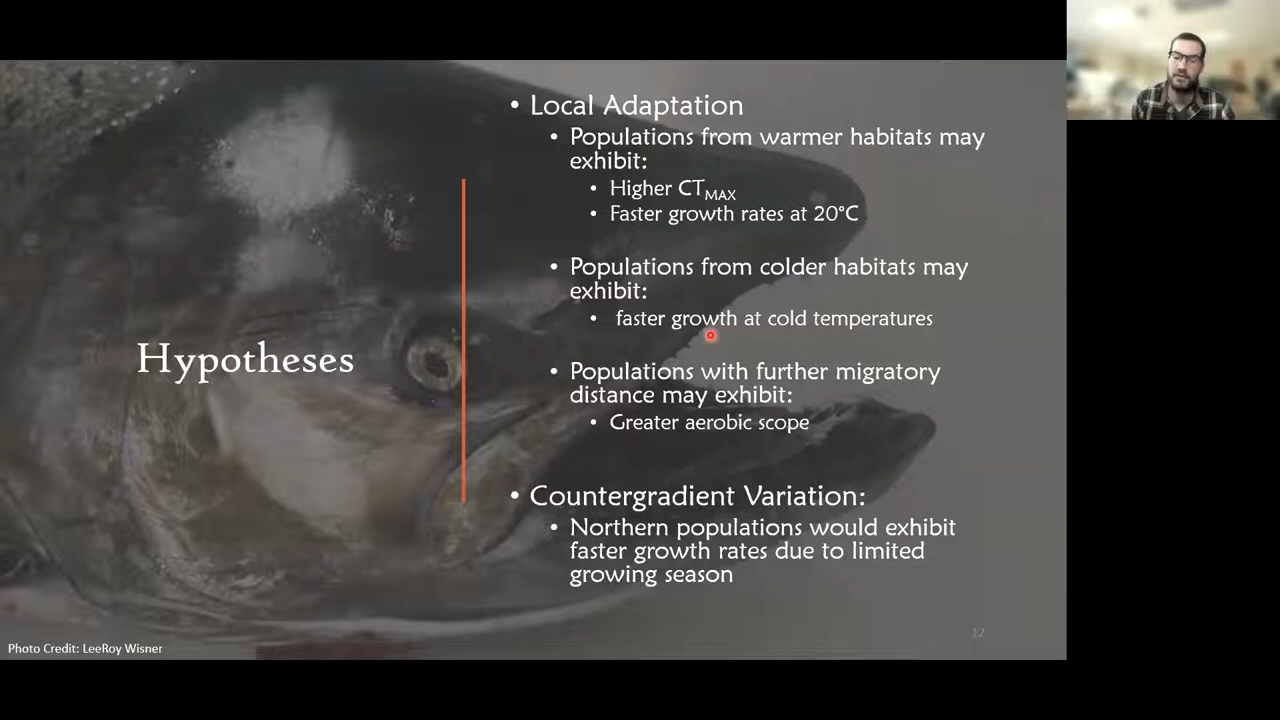 Hypotheses
• Local Adaptation
• Populations from warmer habitats may
exhibit:
• Higher CTMAX
• Faster growth rates at 20°C
• Populations from colder habitats may
exhibit:
• faster growth at cold temperatures
• Populations with further migratory
distance may exhibit:
• Greater aerobic scope
• Countergradient Variation:
• Northern populations would exhibit
faster growth rates due to limited
growing season
Photo Credit: LeeRoy Wisner